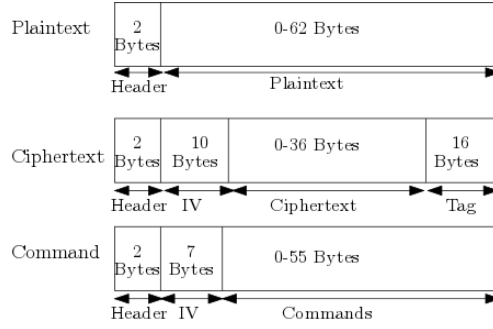 Plaintext
2 Bytes
0-62 Bytes
Header
Plaintext
Ciphertext
2 Bytes
10 Bytes
0-36 Bytes
16 Bytes
Header
IV
Ciphertext
Tag
Command
2 Bytes
7 Bytes
0-55 Bytes
Header
IV
Commands